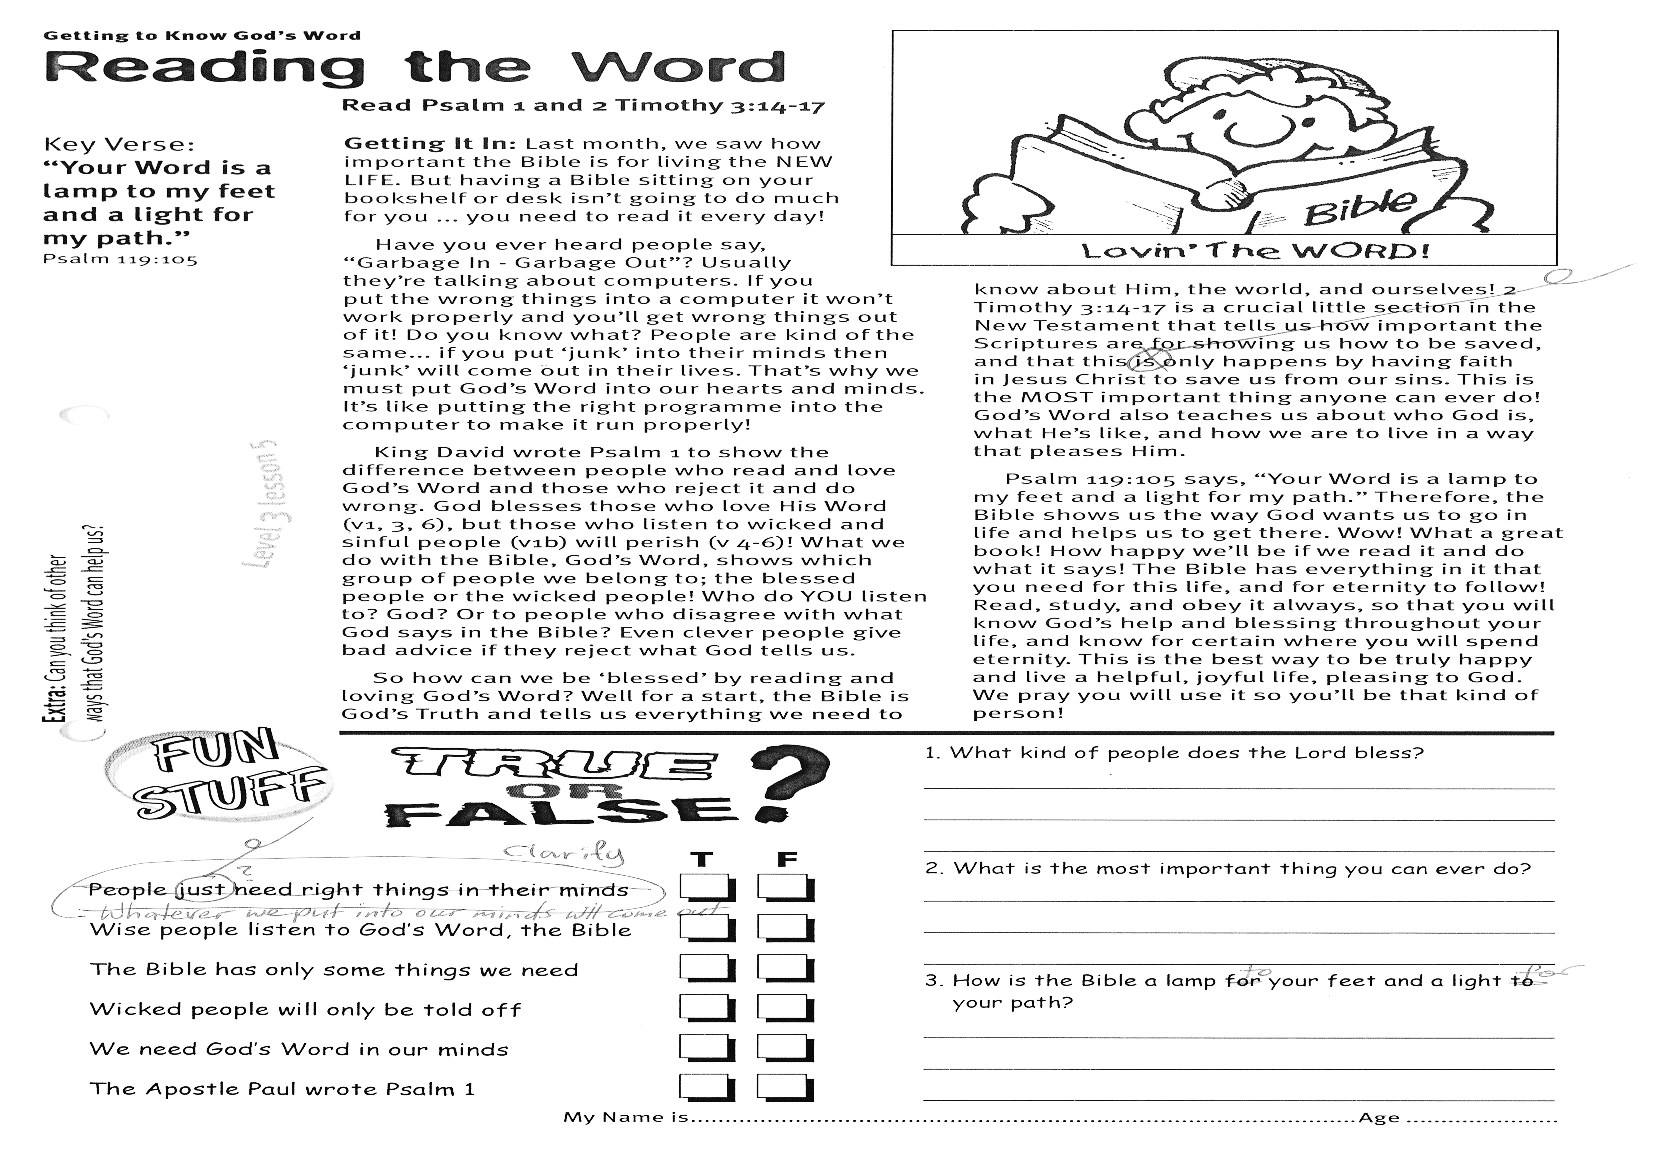 Getting to Know God's Word
Reading the Word
Read Psalm 1 and 2 Timothy 3:14-17
Key Verse:
“Your Word is a
lamp to my feet
and a light for
my path.”
Psalm 119:105
Getting It In: Last month, we saw how
important the Bible is for living the NEW
LIFE. But having a Bible sitting on your
bookshelf or desk isn't going to do much
for you ... you need to read it every day!
Have you ever heard people say,
“Garbage In - Garbage Out”? Usually
they're talking about computers. If you
put the wrong things into a computer it won't
work properly and you'll get wrong things out
of it! Do you know what? People are kind of the
same... if you put ‘junk’ into their minds then
‘junk’ will come out in their lives. That's why we
must put God's Word into our hearts and minds.
It's like putting the right programme into the
computer to make it run properly!
King David wrote Psalm 1 to show the
difference between people who read and love
God's Word and those who reject it and do
wrong. God blesses those who love His Word
(v1, 3, 6), but those who listen to wicked and
sinful people (v1b) will perish (v 4-6)! What we
do with the Bible, God's Word, shows which
group of people we belong to; the blessed
people or the wicked people! Who do YOU listen
to? God? Or to people who disagree with what
God says in the Bible? Even clever people give
bad advice if they reject what God tells us.
So how can we be ‘blessed’ by reading and
loving God's Word? Well for a start, the Bible is
God's Truth and tells us everything we need to
Bible
Lovin' The WORD!
know about Him, the world, and ourselves! 2
Timothy 3:14-17 is a crucial little section in the
New Testament that tells us how important the
Scriptures are for showing us how to be saved,
and that this is only happens by having faith
in Jesus Christ to save us from our sins. This is
the MOST important thing anyone can ever do!
God's Word also teaches us about who God is,
what He's like, and how we are to live in a way
that pleases Him.
Psalm 119:105 says, “Your Word is a lamp to
my feet and a light for my path.” Therefore, the
Bible shows us the way God wants us to go in
life and helps us to get there. Wow! What a great
book! How happy we'll be if we read it and do
what it says! The Bible has everything in it that
you need for this life, and for eternity to follow!
Read, study, and obey it always, so that you will
know God's help and blessing throughout your
life, and know for certain where you will spend
eternity. This is the best way to be truly happy
and live a helpful, joyful life, pleasing to God.
We pray you will use it so you'll be that kind of
person!
Level 3 lesson 5
Extra: Can you think of other
ways that God's Word can help us?
FUN
STUFF
TRUE
OR
FALSE?
Clarify
T F
?
People just need right things in their minds
Whatever we put into our minds will come out
Wise people listen to God's Word, the Bible
The Bible has only some things we need
Wicked people will only be told off
We need God's Word in our minds
The Apostle Paul wrote Psalm 1
1. What kind of people does the Lord bless?
2. What is the most important thing you can ever do?
to for
3. How is the Bible a lamp for your feet and a light to
your path?
My Name is.......................................................................................Age ......................